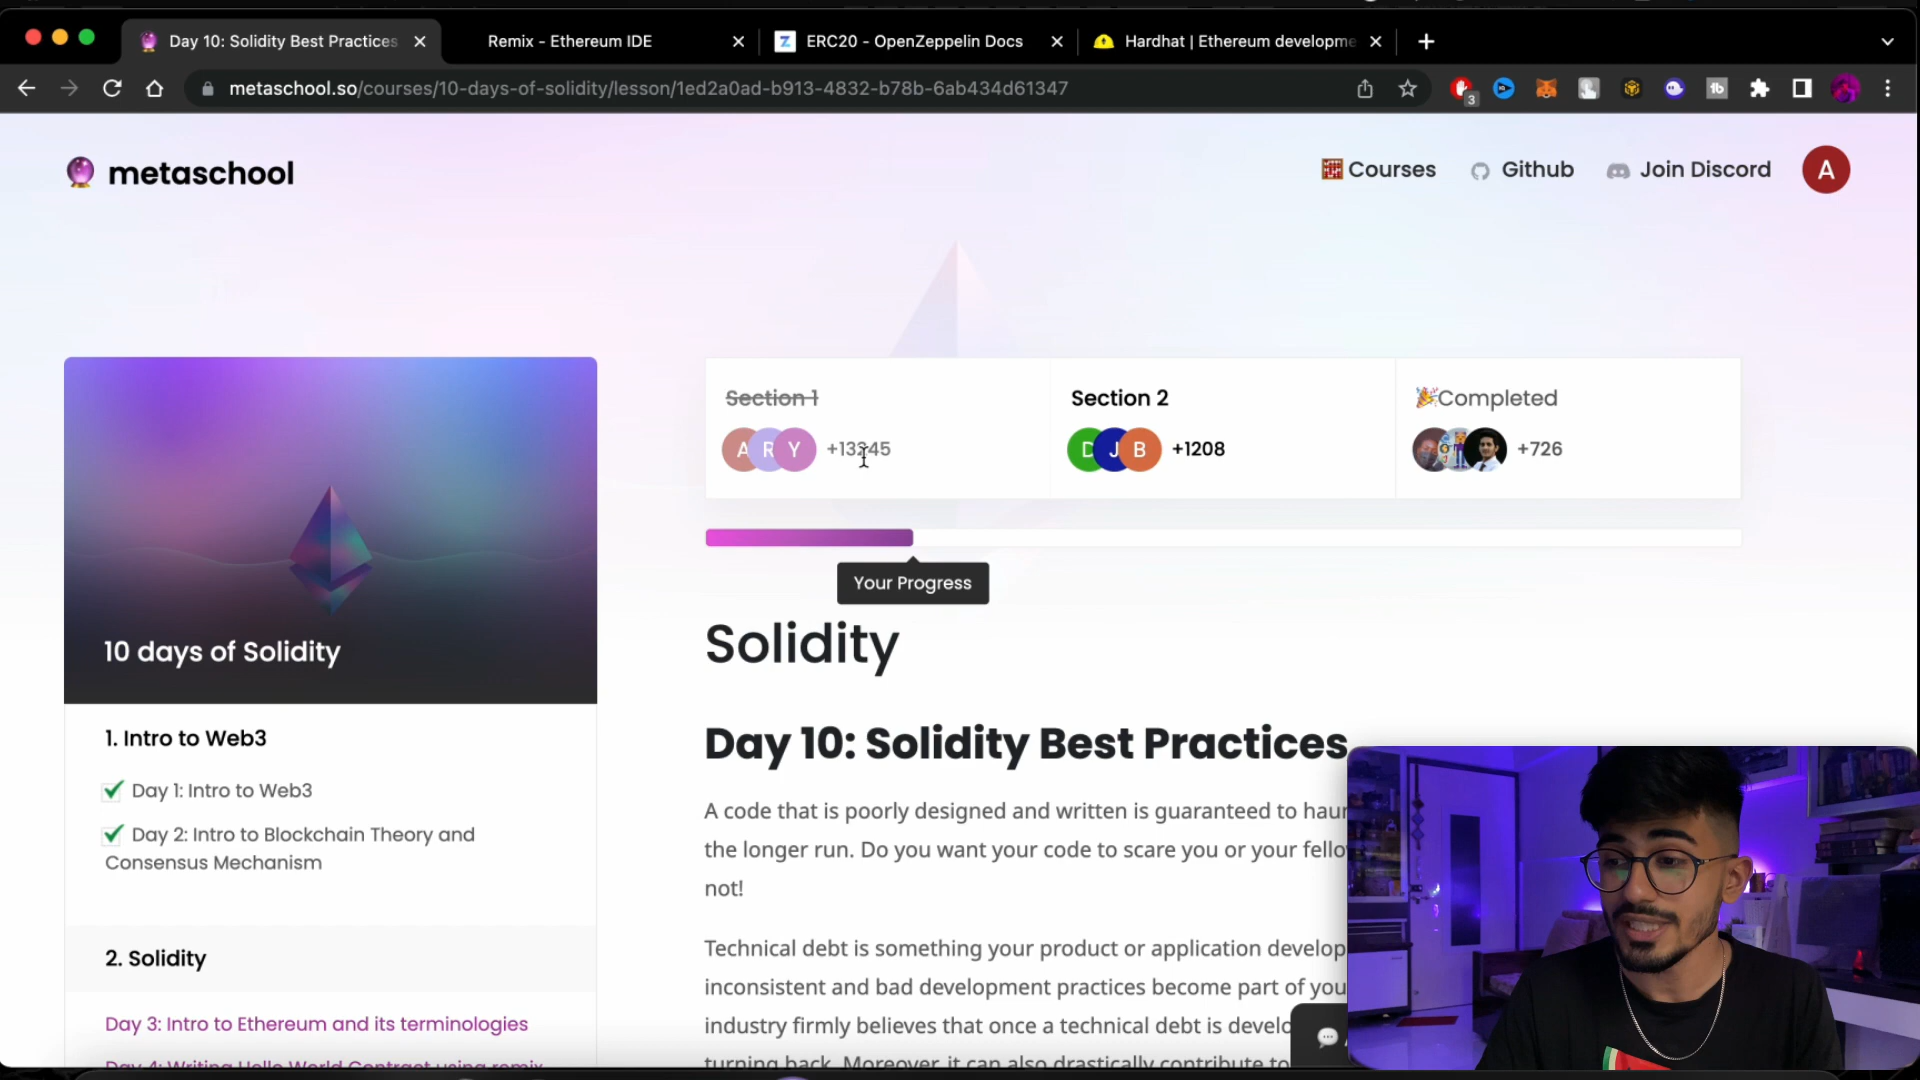 Day 10: Solidity Best Practices
Remix - Ethereum IDE
ERC20 - OpenZeppelin Docs
Hardhat | Ethereum developme
metaschool.so/courses/10-days-of-solidity/lesson/1ed2a0ad-b913-4832-b78b-6ab434d61347
3
metaschool
Courses
Github
Join Discord
A
Section 1
A R Y +13245
Section 2
D J B +1208
Completed
+726
Your Progress
10 days of Solidity
1. Intro to Web3
Day 1: Intro to Web3
Day 2: Intro to Blockchain Theory and
Consensus Mechanism
2. Solidity
Day 3: Intro to Ethereum and its terminologies
Day 4: Writing Hello World Contract using remix
Solidity
Day 10: Solidity Best Practices
A code that is poorly designed and written is guaranteed to hau
the longer run. Do you want your code to scare you or your fello
not!
Technical debt is something your product or application develop
inconsistent and bad development practices become part of you
industry firmly believes that once a technical debt is develo
turning back. Moreover, it can also drastically contribute to